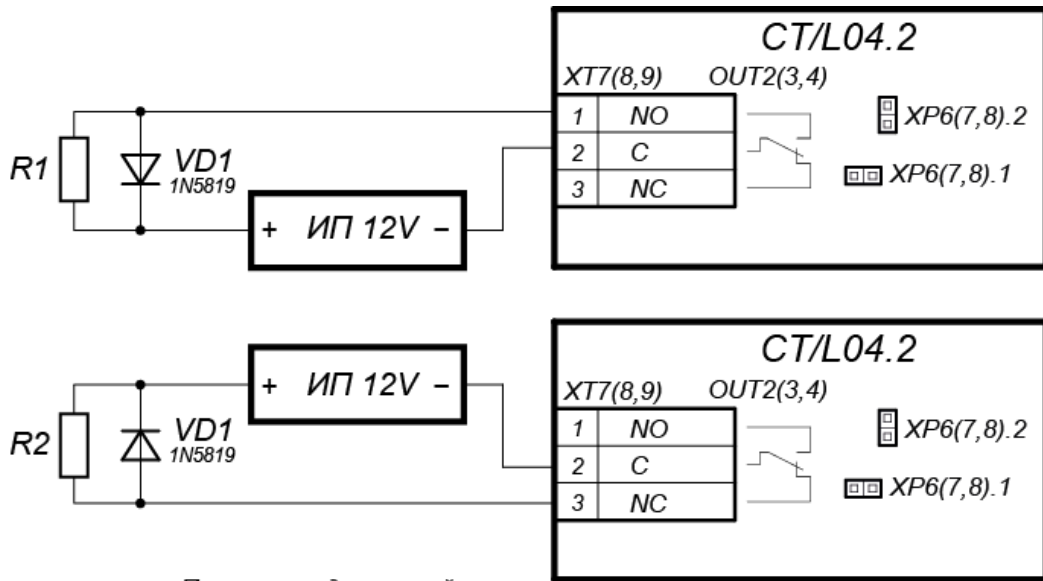 CT/L04.2
XT7(8,9) OUT2(3,4)
1 NO
2 C
3 NC
XP6(7,8).2
XP6(7,8).1
R1
VD1
1N5819
+ ИП 12V −
CT/L04.2
XT7(8,9) OUT2(3,4)
1 NO
2 C
3 NC
XP6(7,8).2
XP6(7,8).1
+ ИП 12V −
R2
VD1
1N5819